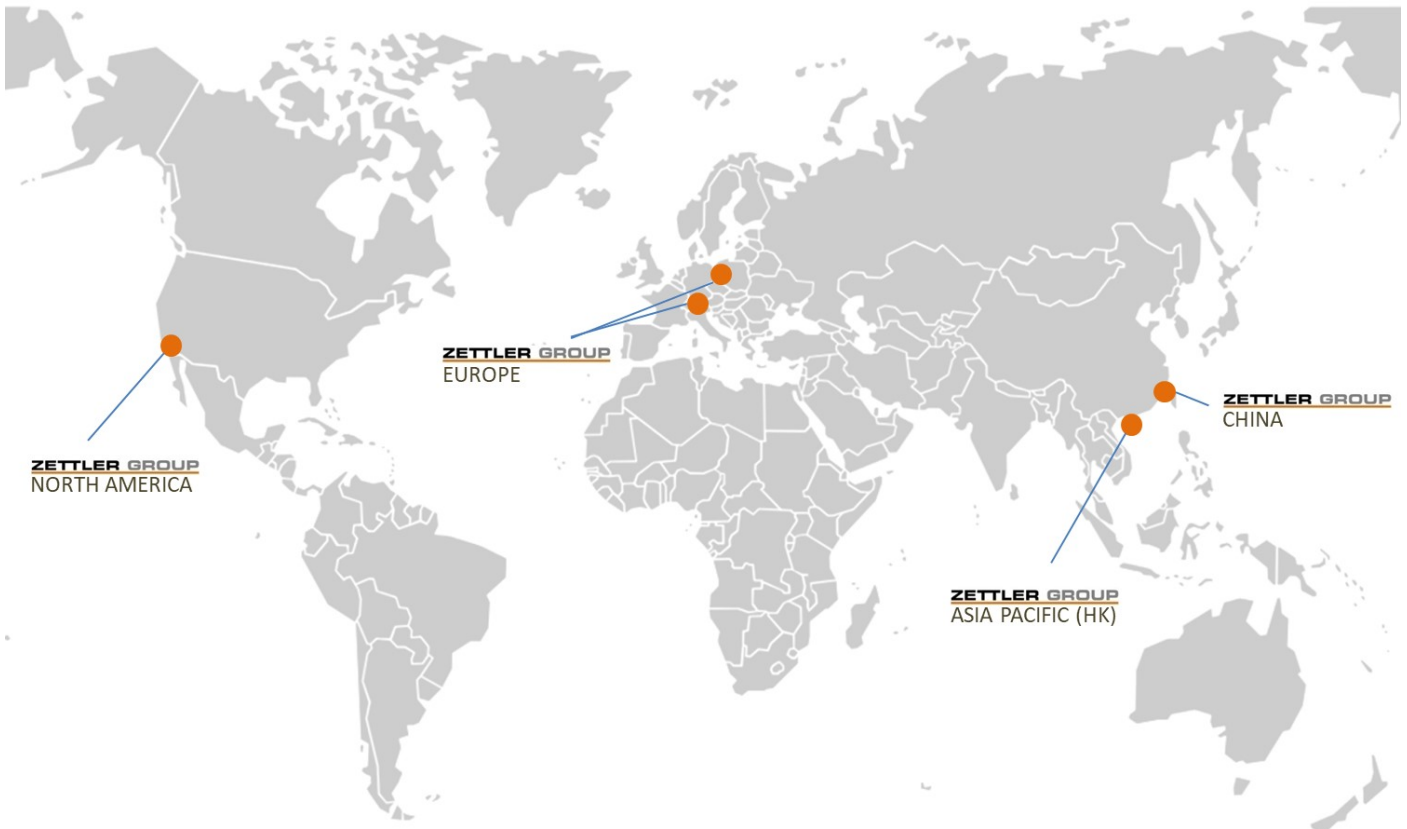 ZETTLER GROUP
EUROPE
ZETTLER GROUP
CHINA
ZETTLER GROUP
NORTH AMERICA
ZETTLER GROUP
ASIA PACIFIC (HK)